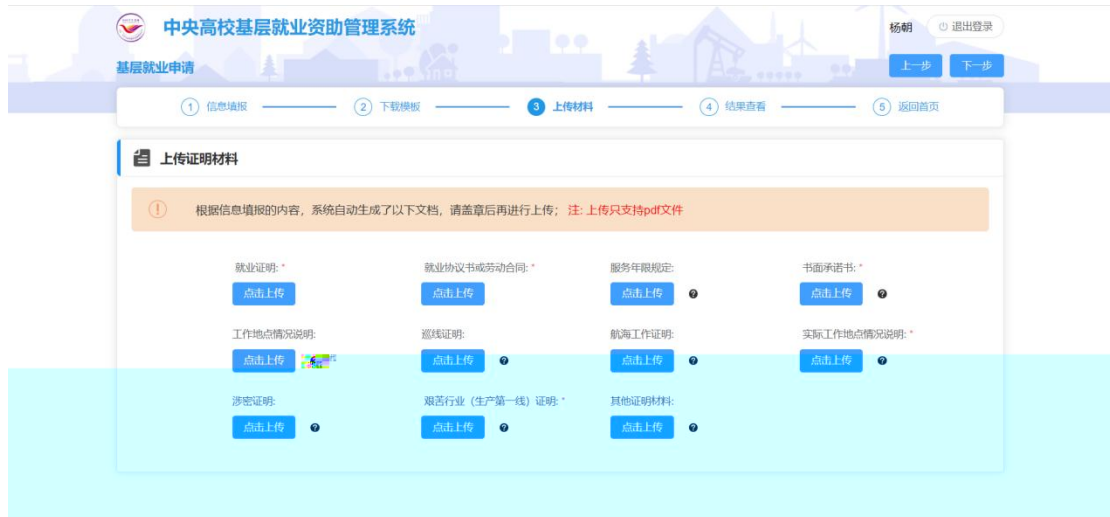 中央高校基层就业资助管理系统
杨朝
退出登录
基层就业申请
上一步
下一步
1 信息填报
2 下载模板
3 上传材料
4 结果查看
5 返回首页
上传证明材料
根据信息填报的内容，系统自动生成了以下文档，请盖章后再进行上传；注: 上传只支持pdf文件
就业证明: * 就业协议书或劳动合同: * 服务年限规定: 书面承诺书: *
点击上传 点击上传 点击上传 点击上传
工作地点情况说明: 巡线证明: 航海工作证明: 实际工作地点情况说明: *
点击上传 点击上传 点击上传 点击上传
涉密证明: 艰苦行业（生产第一线）证明: * 其他证明材料:
点击上传 点击上传 点击上传